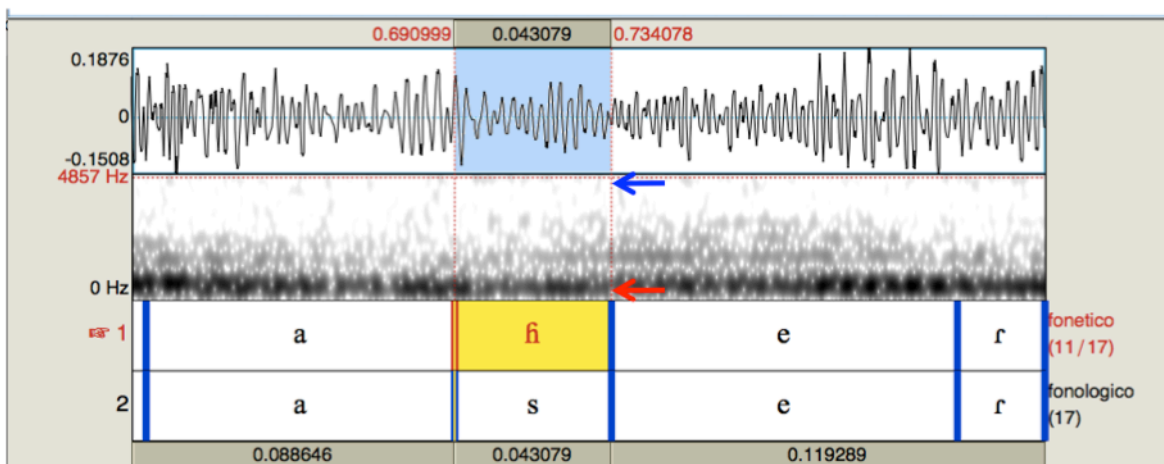 0.690999 0.043079 0.734078
0.1876
0
-0.1508
4857 Hz
0 Hz
1 a ɦ e ɾ fonetico
(11/17)
2 a s e ɾ fonologico
(17)
0.088646 0.043079 0.119289